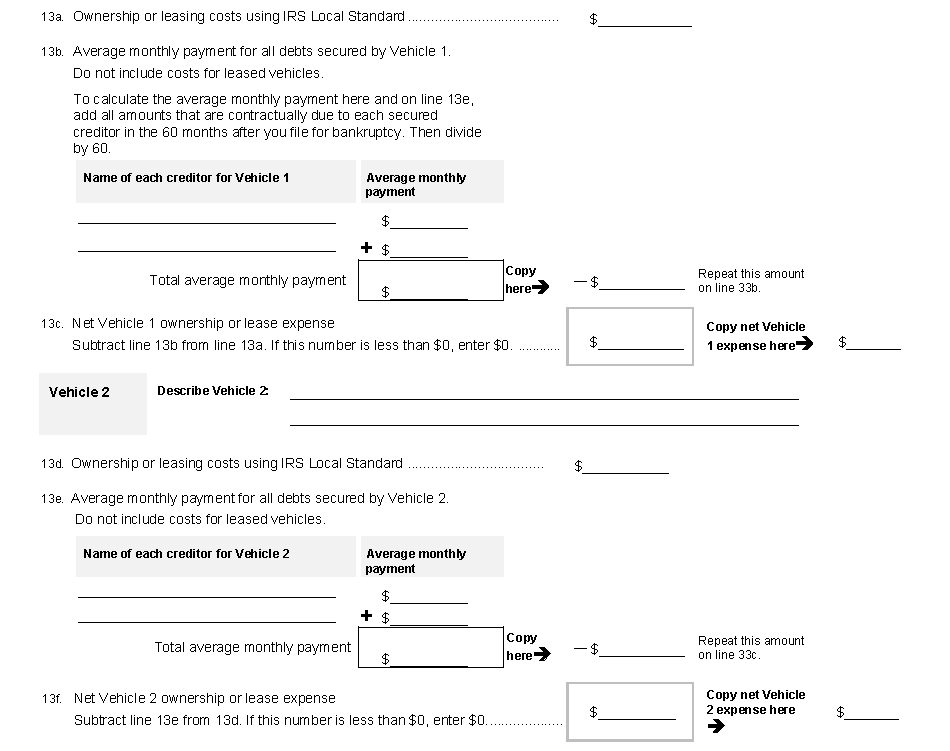 13a. Ownership or leasing costs using IRS Local Standard ....................................... $
13b. Average monthly payment for all debts secured by Vehicle 1.
Do not include costs for leased vehicles.
To calculate the average monthly payment here and on line 13e,
add all amounts that are contractually due to each secured
creditor in the 60 months after you file for bankruptcy. Then divide
by 60.
Name of each creditor for Vehicle 1 Average monthly
payment
$
+ $
Total average monthly payment $ Copy
here➔ — $ Repeat this amount
on line 33b.
13c. Net Vehicle 1 ownership or lease expense
Subtract line 13b from line 13a. If this number is less than $0, enter $0. ........... $ Copy net Vehicle
1 expense here➔ $
Vehicle 2 Describe Vehicle 2:
13d. Ownership or leasing costs using IRS Local Standard ................................... $
13e. Average monthly payment for all debts secured by Vehicle 2.
Do not include costs for leased vehicles.
Name of each creditor for Vehicle 2 Average monthly
payment
$
+ $
Total average monthly payment $ Copy
here➔ — $ Repeat this amount
on line 33c.
13f. Net Vehicle 2 ownership or lease expense
Subtract line 13e from 13d. If this number is less than $0, enter $0.................... $ Copy net Vehicle
2 expense here
➔ $